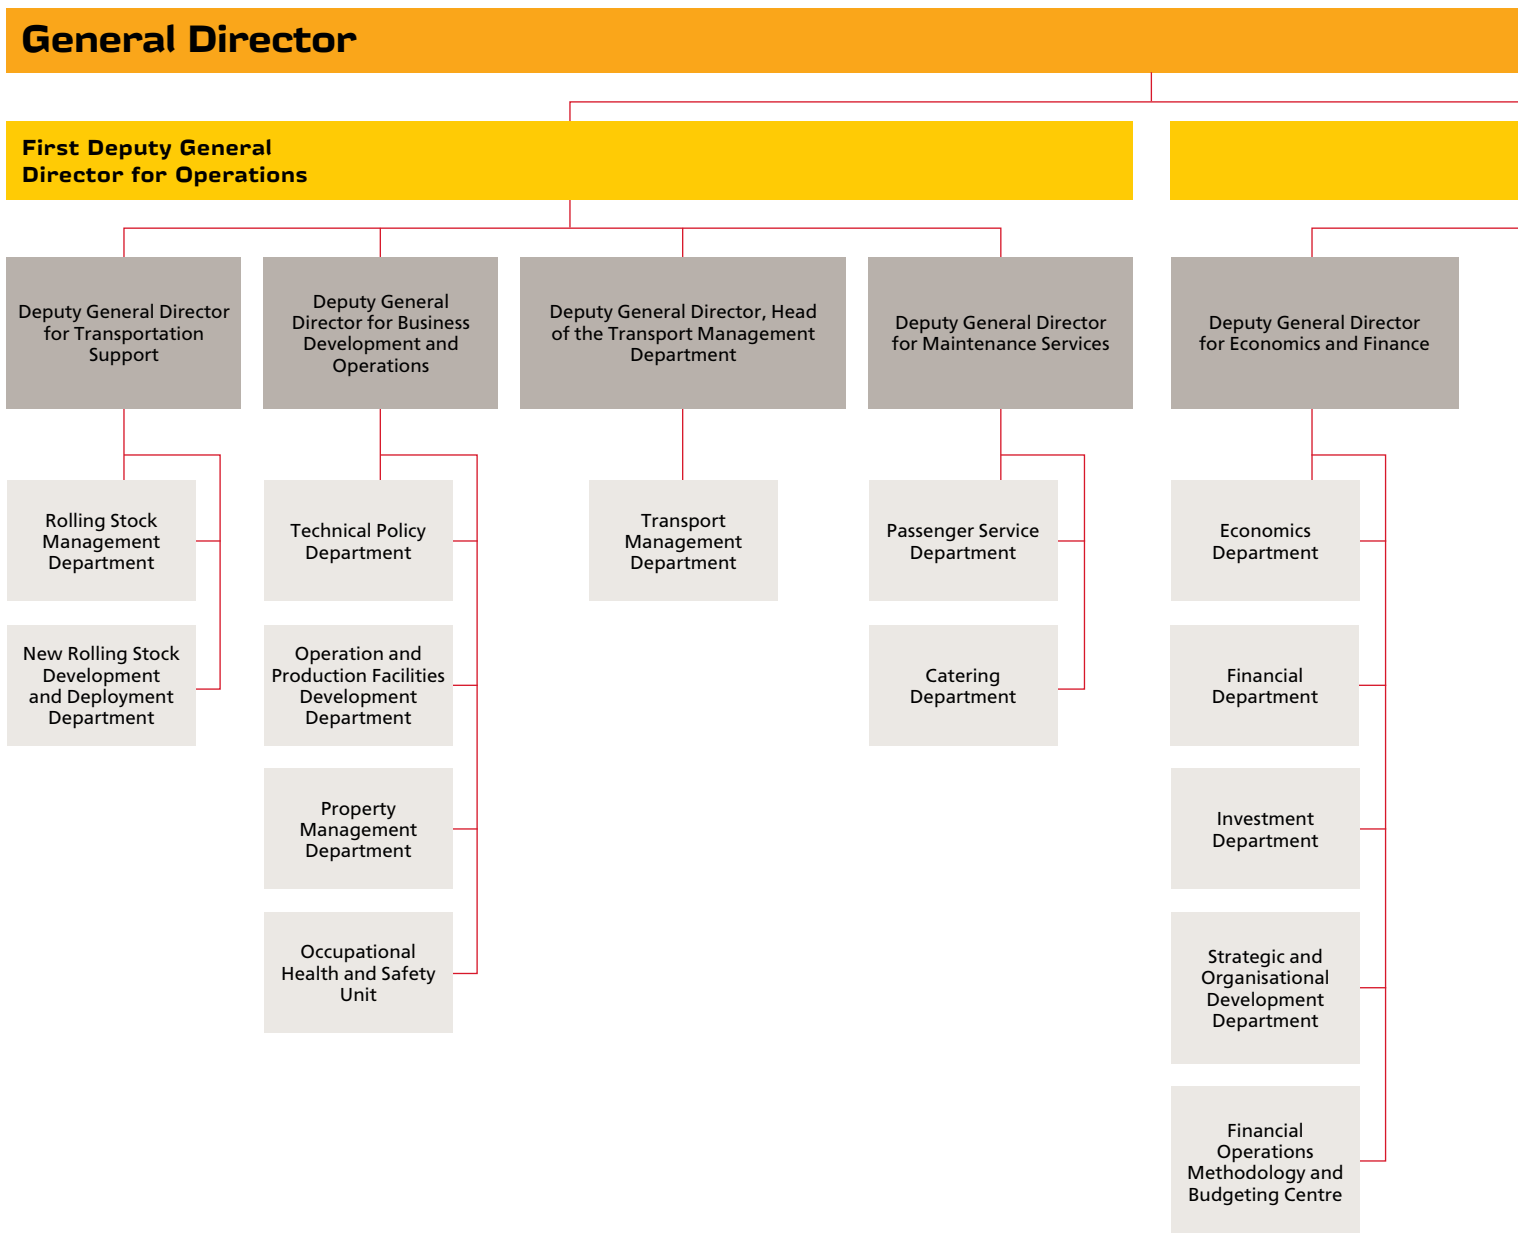 General Director
First Deputy General
Director for Operations
Deputy General Director
for Transportation
Support
Deputy General
Director for Business
Development and
Operations
Deputy General Director, Head
of the Transport Management
Department
Deputy General Director
for Maintenance Services
Deputy General Director
for Economics and Finance
Rolling Stock
Management
Department
Technical Policy
Department
Transport
Management
Department
Passenger Service
Department
Economics
Department
New Rolling Stock
Development
and Deployment
Department
Operation and
Production Facilities
Development
Department
Catering
Department
Financial
Department
Property
Management
Department
Investment
Department
Occupational
Health and Safety
Unit
Strategic and
Organisational
Development
Department
Financial
Operations
Methodology and
Budgeting Centre